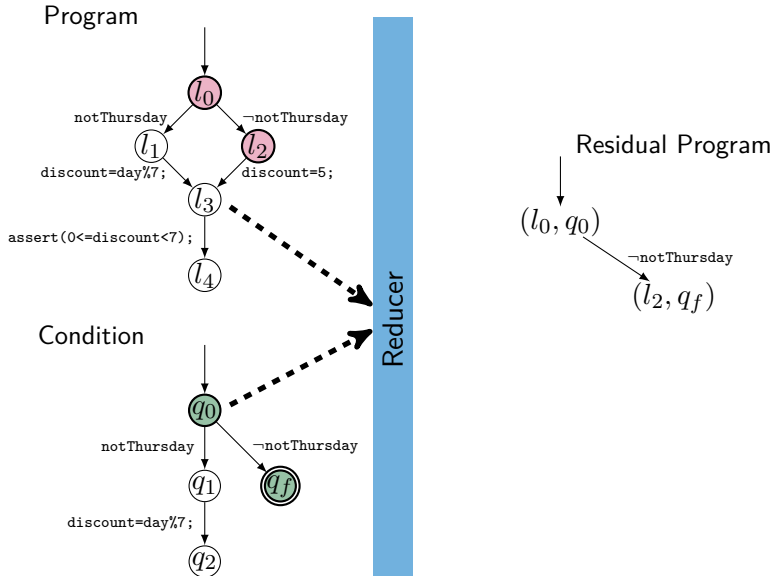 Program
l0
notThursday
¬notThursday
l1
l2
discount=day%7;
discount=5;
l3
assert(0<=discount<7);
l4
Condition
q0
notThursday
¬notThursday
q1
qf
discount=day%7;
q2
Reducer
Residual Program
(l0, q0)
¬notThursday
(l2, qf)